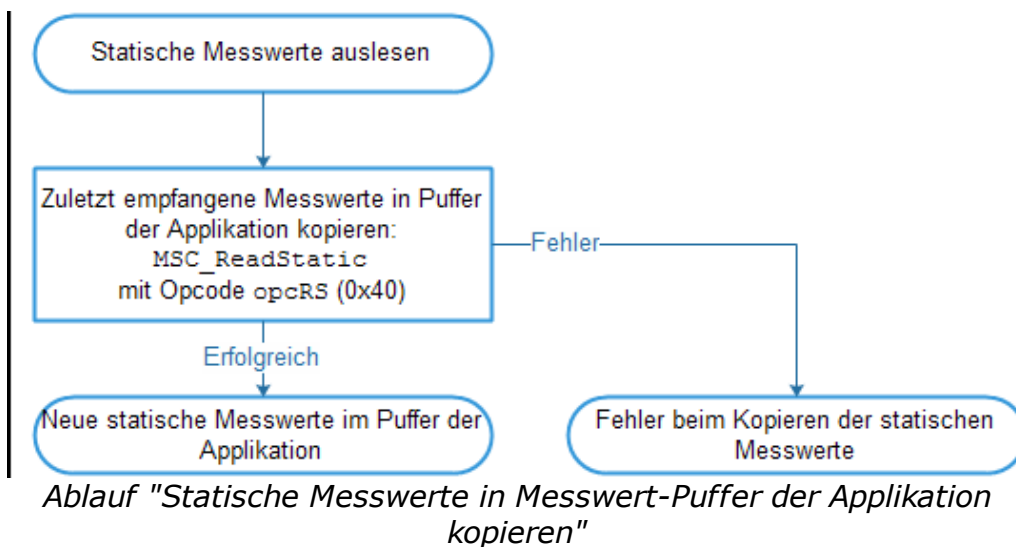 Statische Messwerte auslesen
Zuletzt empfangene Messwerte in Puffer
der Applikation kopieren:
MSC_ReadStatic
mit Opcode opcRS (0x40)
Fehler
Erfolgreich
Neue statische Messwerte im Puffer der
Applikation
Fehler beim Kopieren der statischen
Messwerte
Ablauf "Statische Messwerte in Messwert-Puffer der Applikation
kopieren"